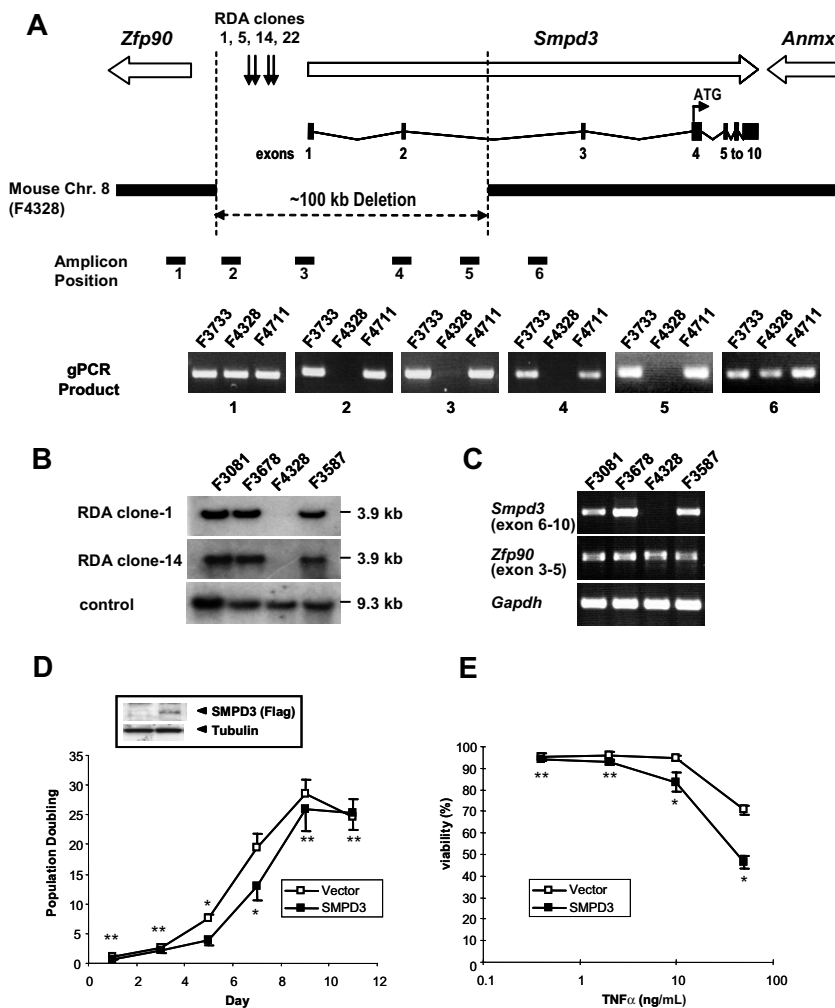 A
RDA clones
1, 5, 14, 22
Zfp90
Smpd3
Anmx
ATG
exons 1 2 3 4 5 to 10
Mouse Chr. 8
(F4328)
~100 kb Deletion
Amplicon
Position
1 2 3 4 5 6
F3733 F4328 F4711 F3733 F4328 F4711 F3733 F4328 F4711 F3733 F4328 F4711 F3733 F4328 F4711 F3733 F4328 F4711
gPCR
Product
1 2 3 4 5 6
B
F3081 F3678 F4328 F3587
RDA clone-1
3.9 kb
RDA clone-14
3.9 kb
control
9.3 kb
C
F3081 F3678 F4328 F3587
Smpd3
(exon 6-10)
Zfp90
(exon 3-5)
Gapdh
D
SMPD3 (Flag)
Tubulin
Population Doubling
35
30
25
20
15
10
5
0
** ** * * ** **
Vector
SMPD3
0 2 4 6 8 10 12
Day
E
viability (%)
100
90
80
70
60
50
40
30
20
10
0
** ** * *
Vector
SMPD3
0.1 1 10 100
TNFα (ng/mL)